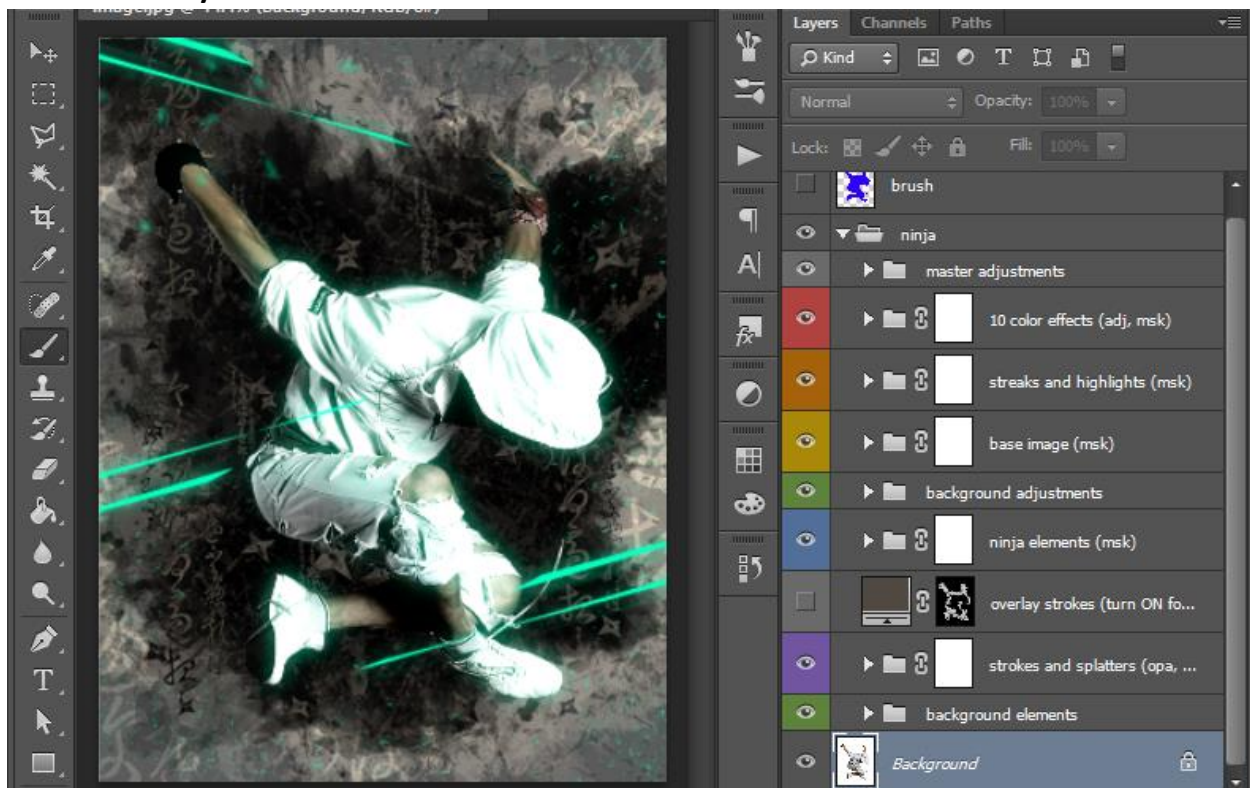 Layers Channels Paths
Kind
Normal Opacity: 100%
Lock: Fill: 100%
brush
ninja
master adjustments
10 color effects (adj, msk)
streaks and highlights (msk)
base image (msk)
background adjustments
ninja elements (msk)
overlay strokes (turn ON fo...
strokes and splatters (opa, ...
background elements
Background